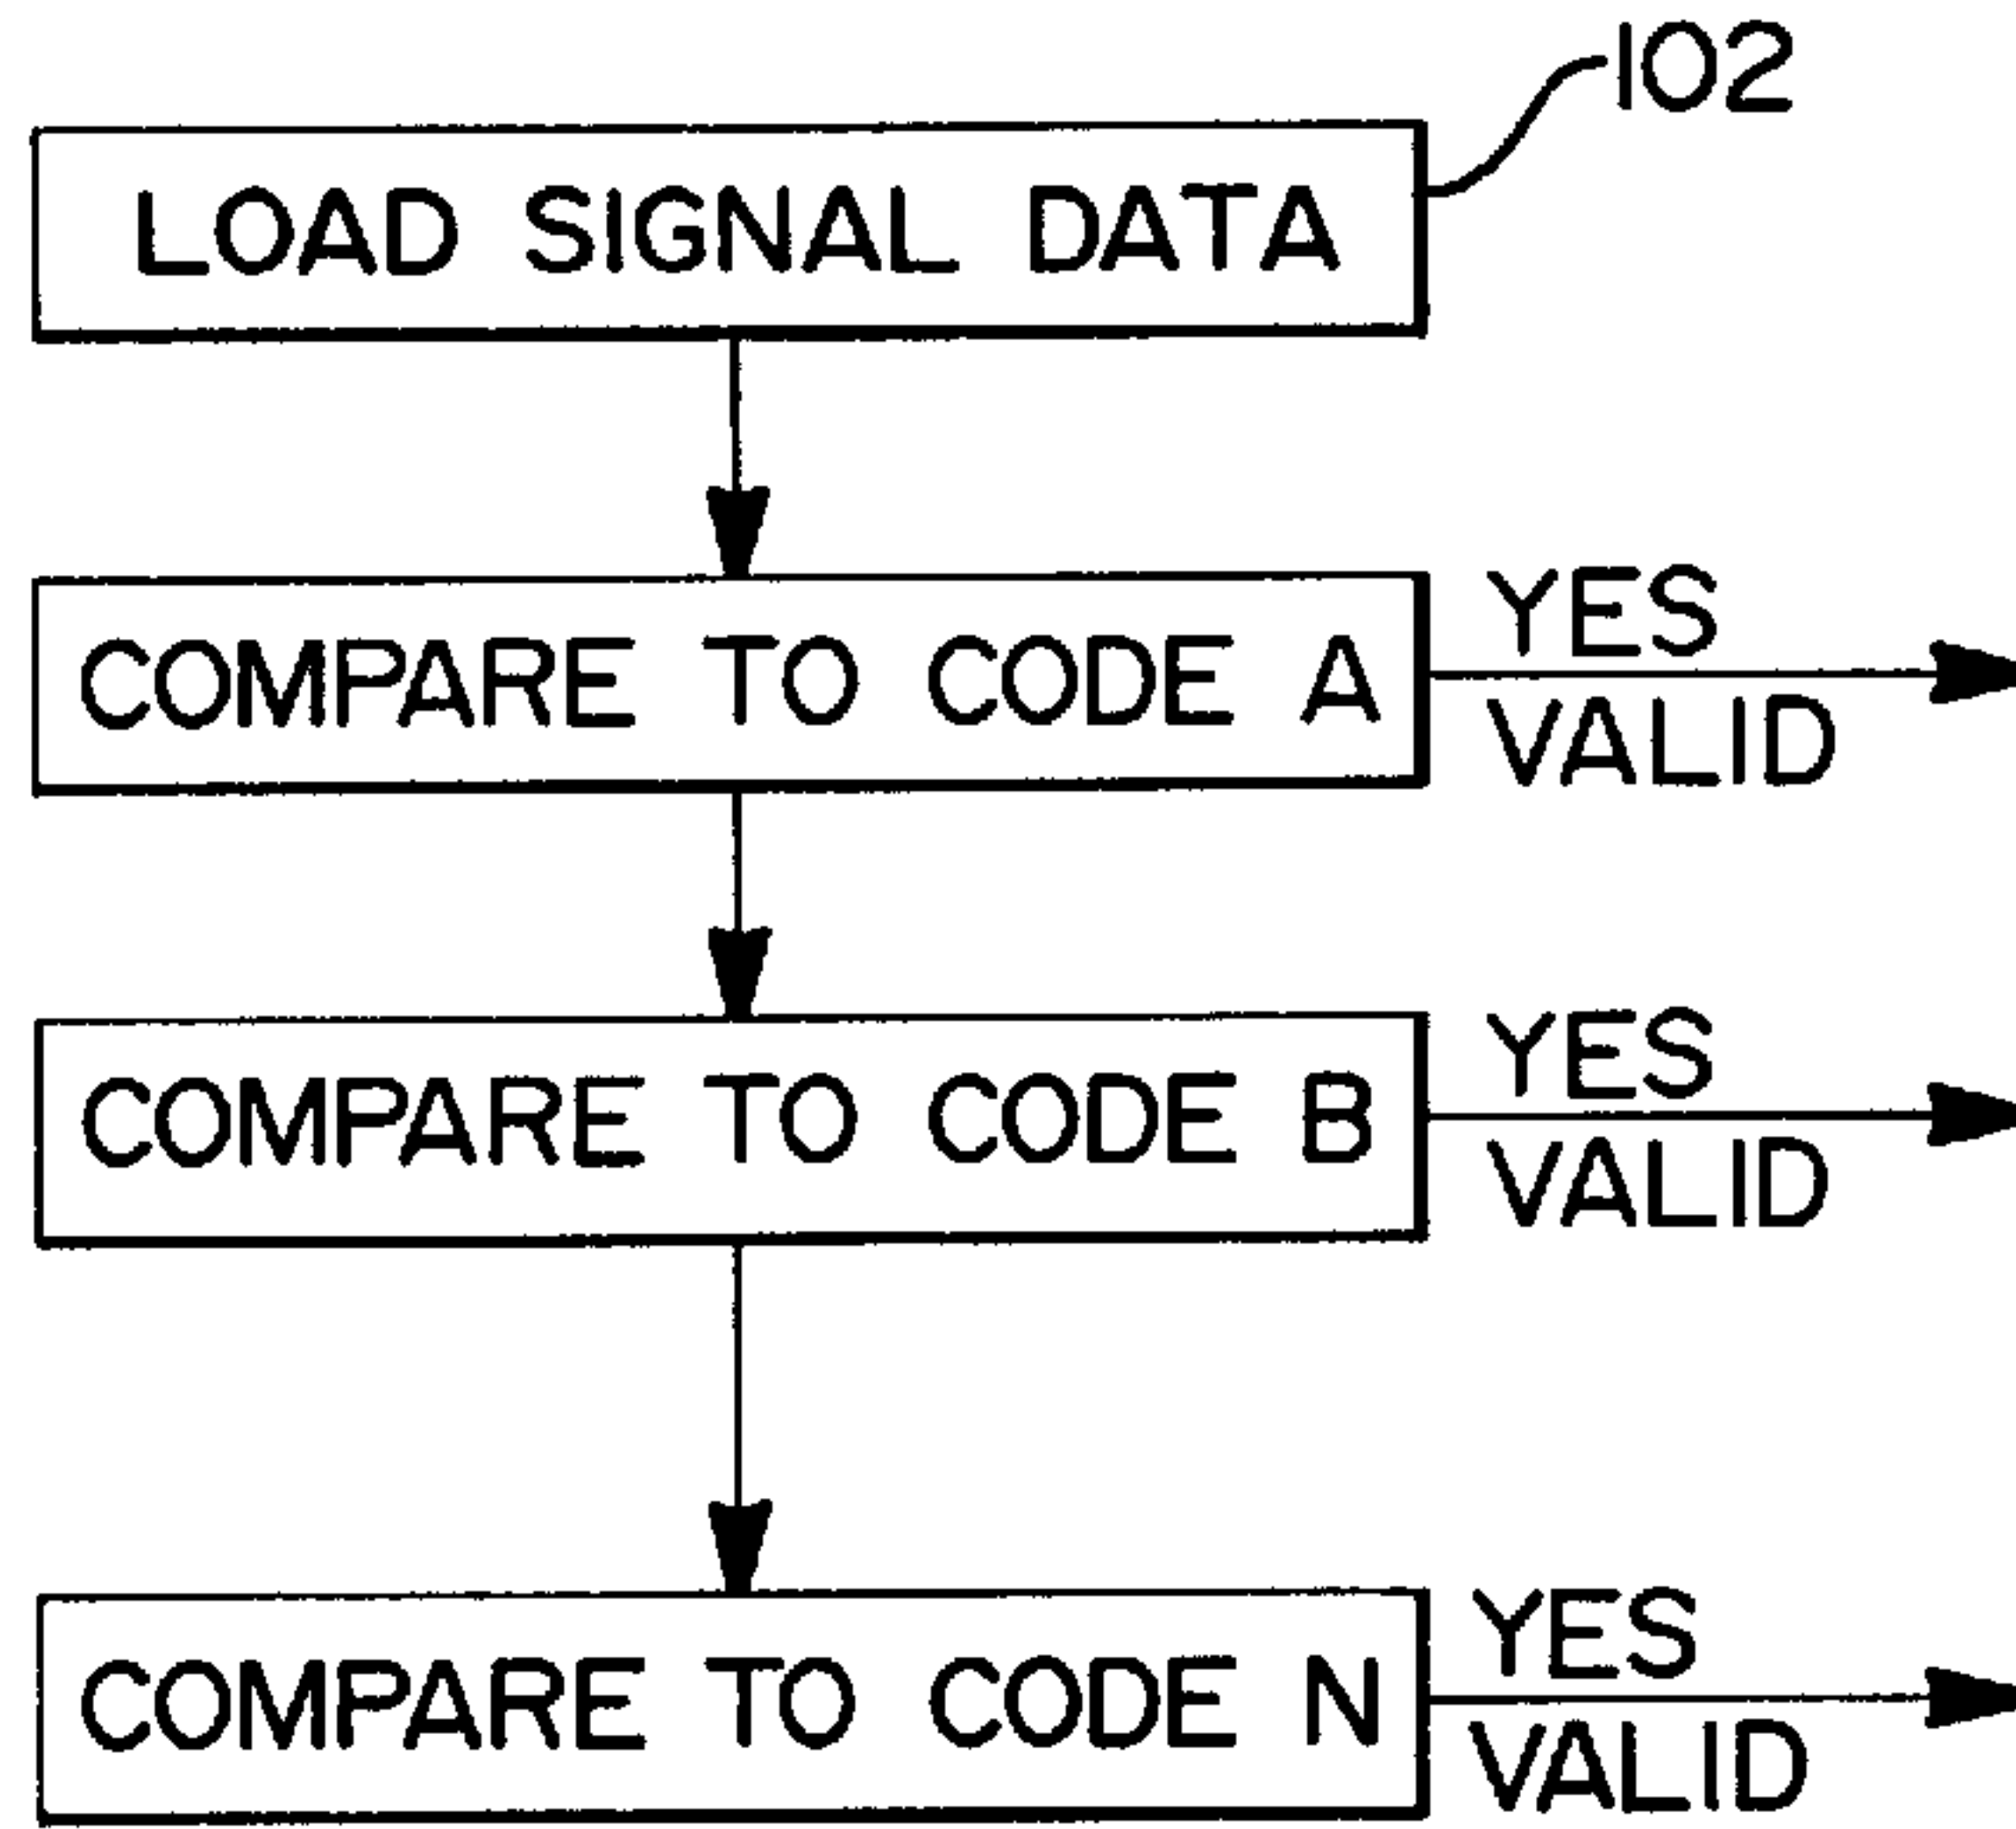 102
LOAD SIGNAL DATA
COMPARE TO CODE A
YES
VALID
COMPARE TO CODE B
YES
VALID
COMPARE TO CODE N
YES
VALID